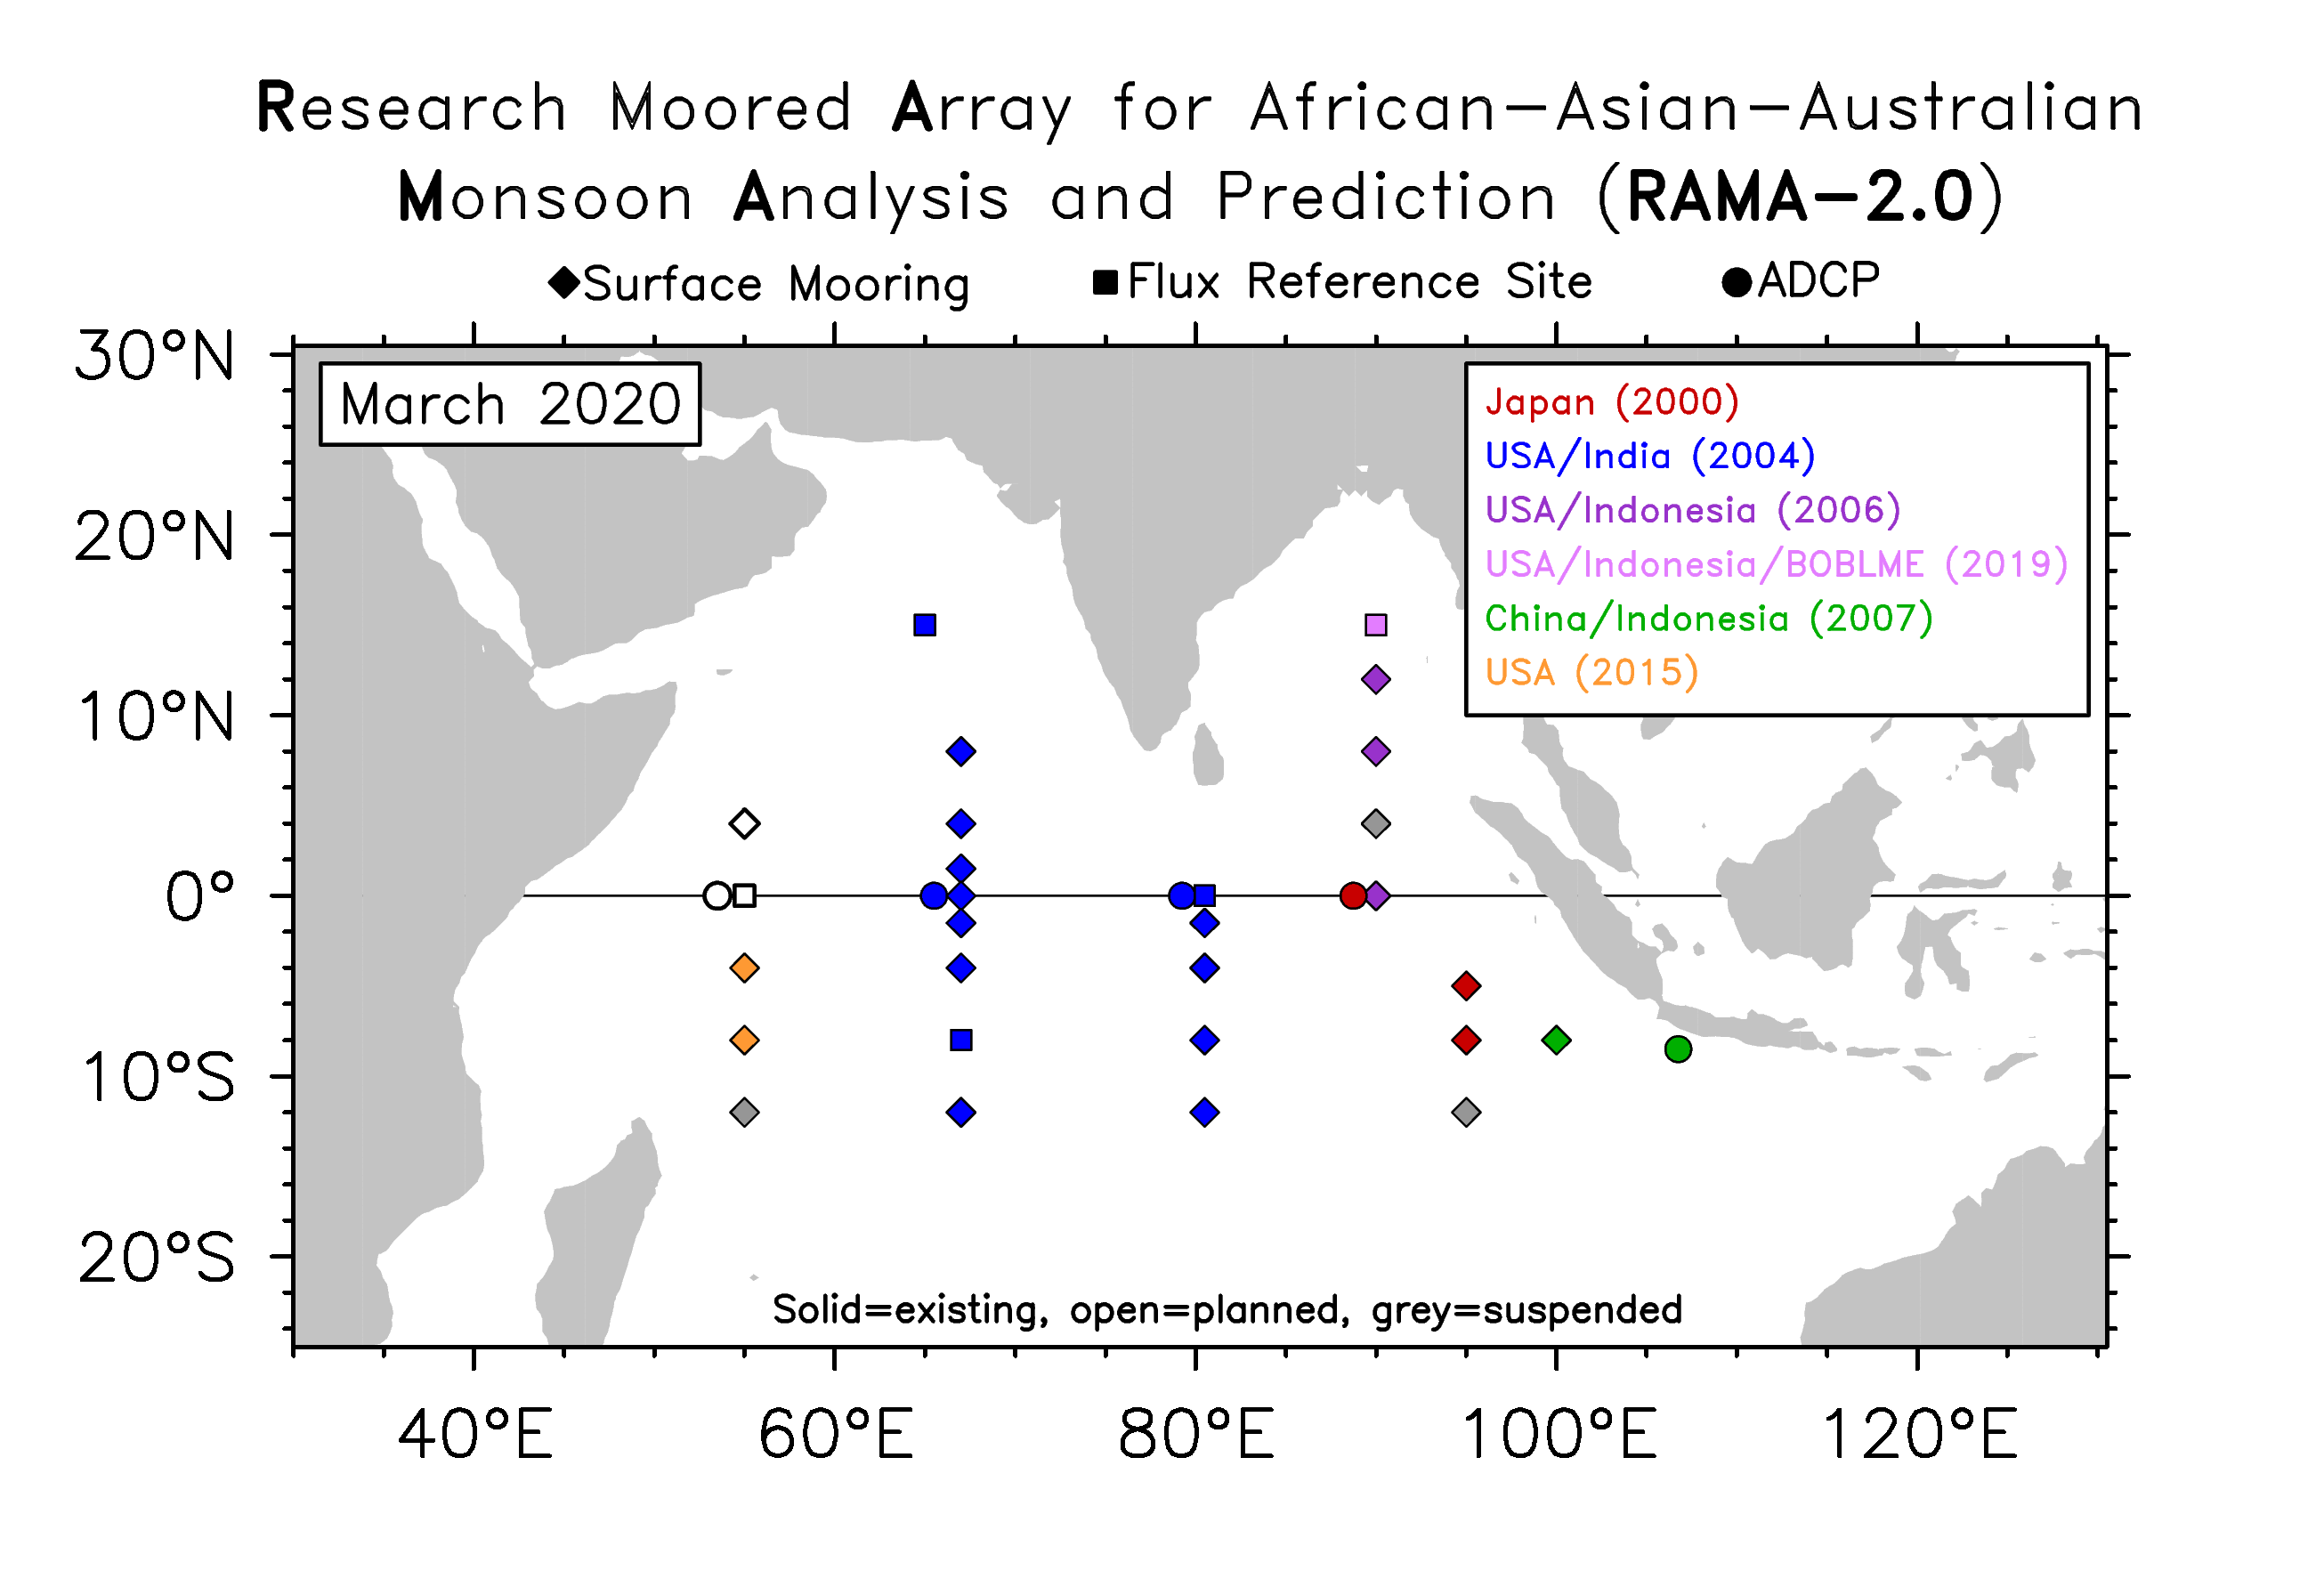 Research Moored Array for African-Asian-Australian
Monsoon Analysis and Prediction (RAMA-2.0)
Surface Mooring Flux Reference Site ADCP
30°N
March 2020
Japan (2000)
USA/India (2004)
USA/Indonesia (2006)
USA/Indonesia/BOBLME (2019)
China/Indonesia (2007)
USA (2015)
20°N
10°N
0°
10°S
20°S
Solid=existing, open=planned, grey=suspended
40°E 60°E 80°E 100°E 120°E